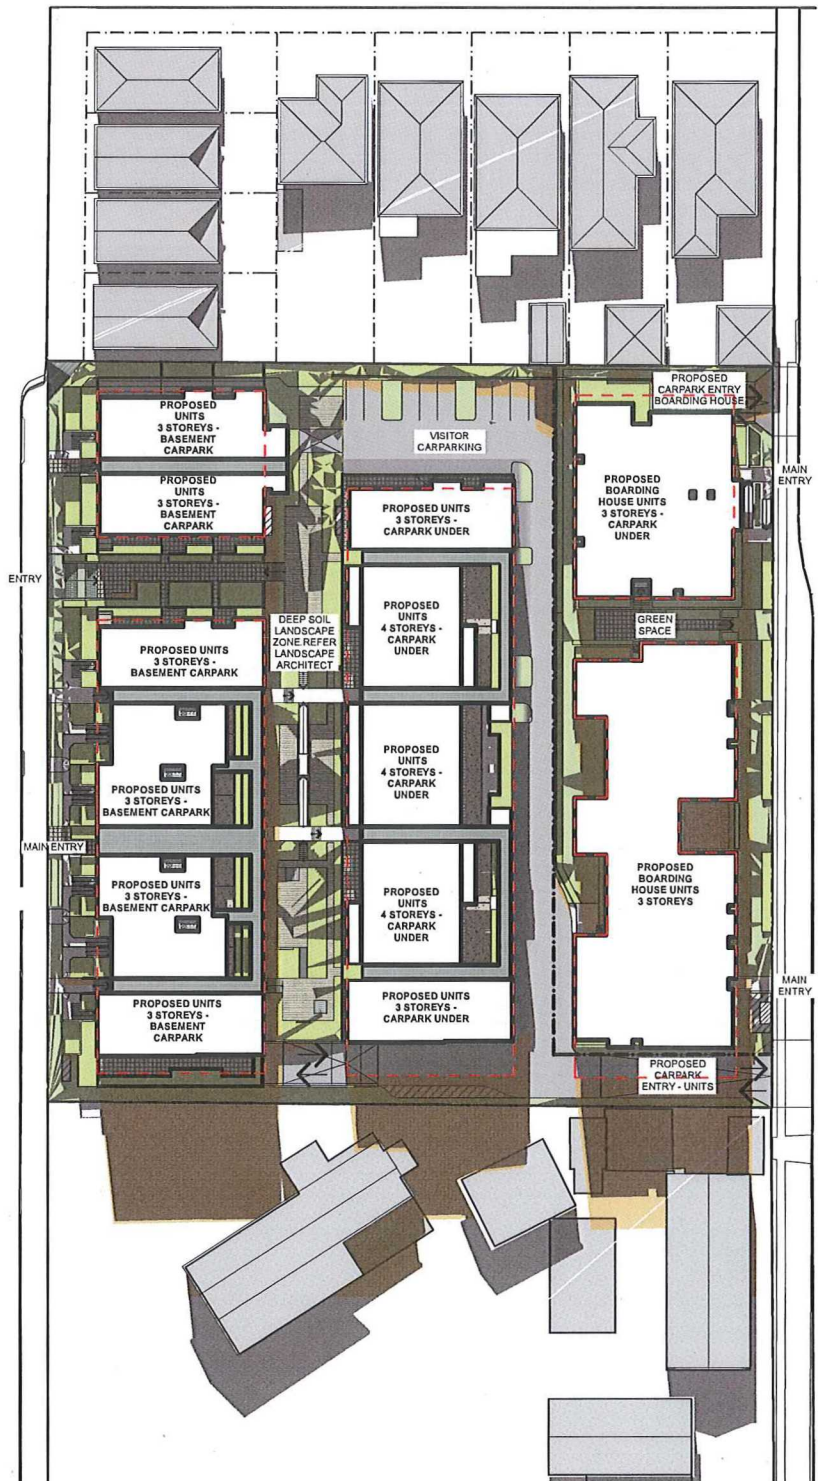 PROPOSED
CARPARK ENTRY
BOARDING HOUSE
PROPOSED
UNITS
3 STOREYS -
BASEMENT
CARPARK
VISITOR
CARPARKING
MAIN
ENTRY
PROPOSED
UNITS
3 STOREYS -
BASEMENT
CARPARK
PROPOSED UNITS
3 STOREYS -
CARPARK UNDER
PROPOSED
BOARDING
HOUSE UNITS
3 STOREYS -
CARPARK
UNDER
ENTRY
DEEP SOIL
LANDSCAPE
ZONE.REFER
LANDSCAPE
ARCHITECT
PROPOSED
UNITS
4 STOREYS -
CARPARK
UNDER
GREEN
SPACE
PROPOSED UNITS
3 STOREYS -
BASEMENT CARPARK
PROPOSED
UNITS
4 STOREYS -
CARPARK
UNDER
PROPOSED UNITS
3 STOREYS -
BASEMENT CARPARK
MAIN ENTRY
PROPOSED UNITS
3 STOREYS -
BASEMENT CARPARK
PROPOSED
UNITS
4 STOREYS -
CARPARK
UNDER
PROPOSED
BOARDING
HOUSE UNITS
3 STOREYS
PROPOSED UNITS
3 STOREYS -
BASEMENT
CARPARK
PROPOSED UNITS
3 STOREYS -
CARPARK UNDER
MAIN
ENTRY
PROPOSED
CARPARK
ENTRY - UNITS